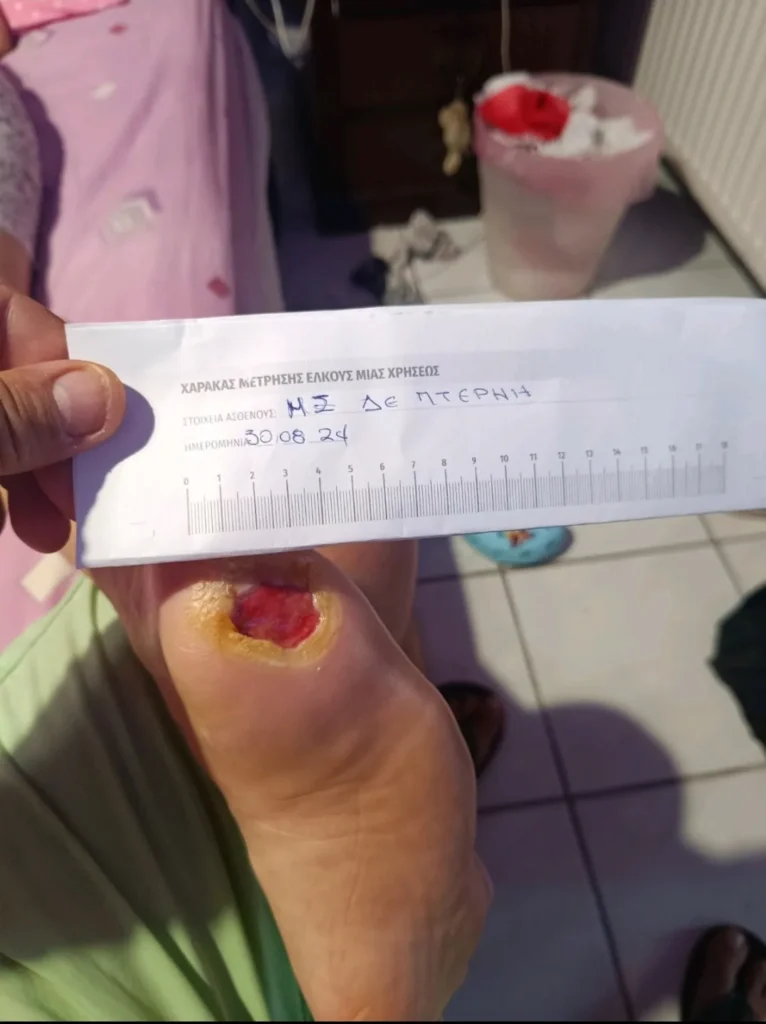 ΧΑΡΑΚΑΣ ΜΕΤΡΗΣΗΣ ΕΛΚΟΥΣ ΜΙΑΣ ΧΡΗΣΕΩΣ
ΣΤΟΙΧΕΙΑ ΑΣΘΕΝΟΥΣ: ΜΣ ΔΕ ΠΤΕΡΝΗ
ΗΜΕΡΟΜΗΝΙΑ 30/08 24
0 1 2 3 4 5 6 7 8 9 10 11 12 13 14 15 16 17 18